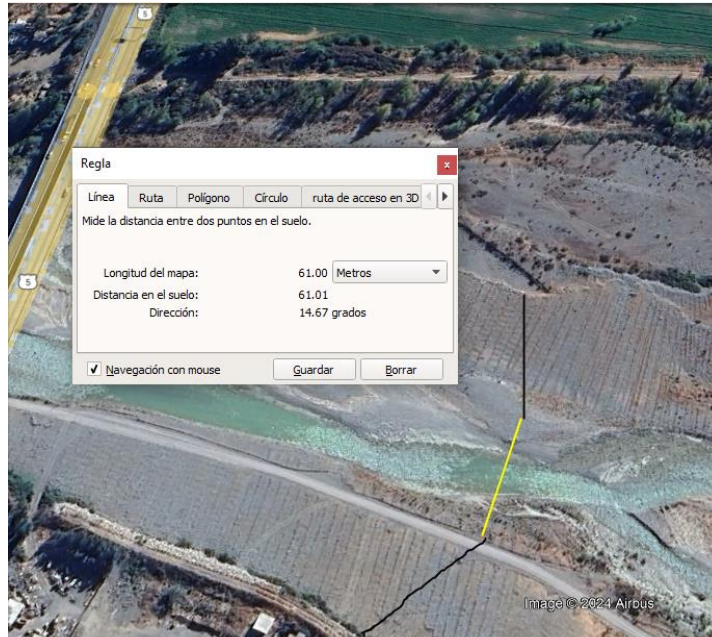 5
Regla
x
Línea Ruta Polígono Círculo ruta de acceso en 3D
Mide la distancia entre dos puntos en el suelo.
Longitud del mapa: 61.00 Metros
Distancia en el suelo: 61.01
Dirección: 14.67 grados
5
Navegación con mouse Guardar Borrar
Image © 2024 Airbus